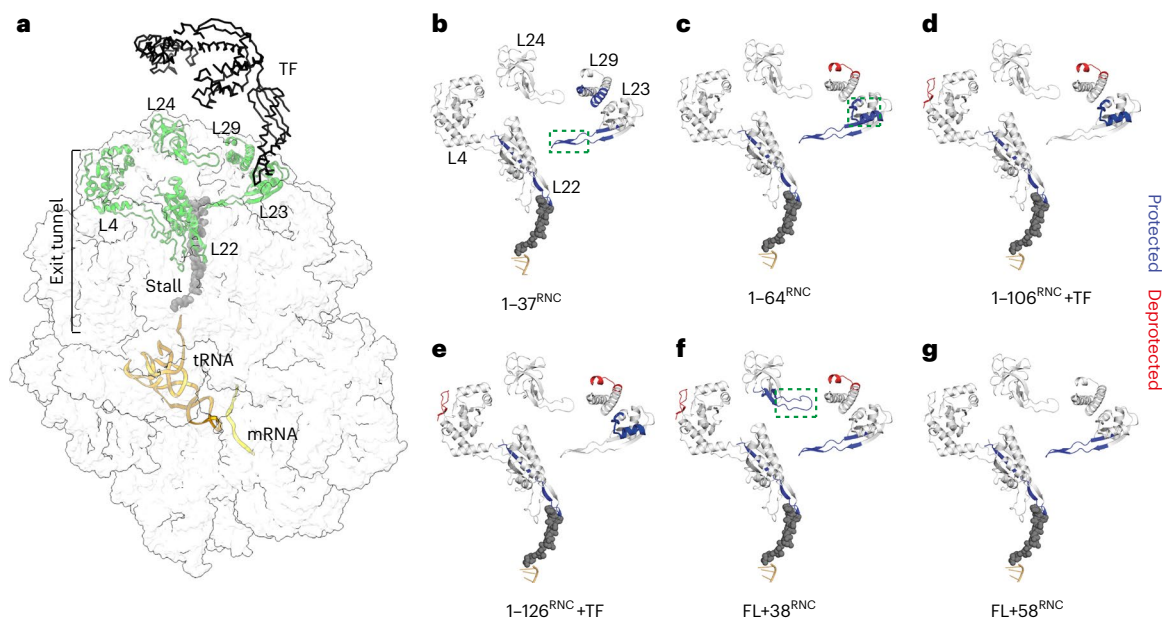 a
TF
L24
L29
L4
L23
L22
Exit tunnel
Stall
tRNA
mRNA
b
L24
L29
L23
L4
L22
1–37RNC
c
1–64RNC
d
1–106RNC +TF
e
1–126RNC +TF
f
FL+38RNC
g
FL+58RNC
Protected
Deprotected